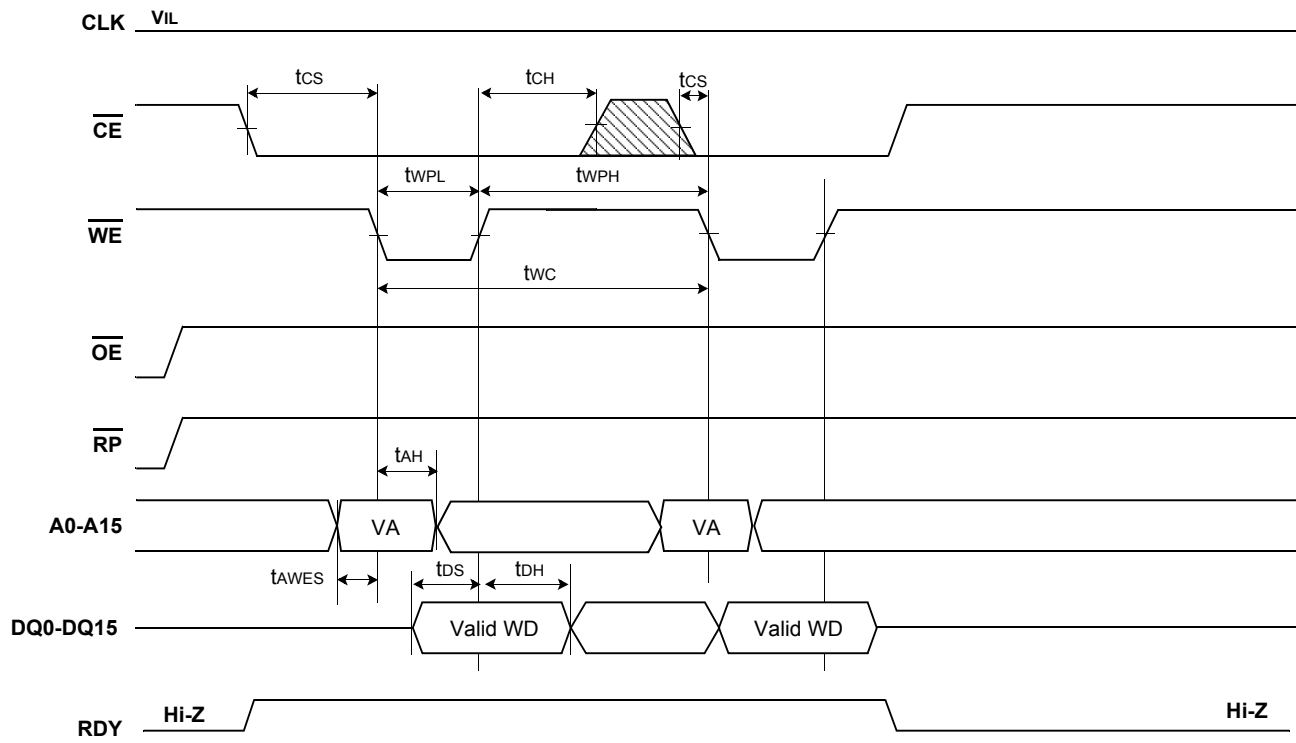 CLK VIL
tCS tCH tCS
CE
tWPL tWPH
WE
tWC
OE
RP
tAH
A0-A15 VA VA
tAWES tDS tDH
DQ0-DQ15 Valid WD Valid WD
RDY Hi-Z Hi-Z